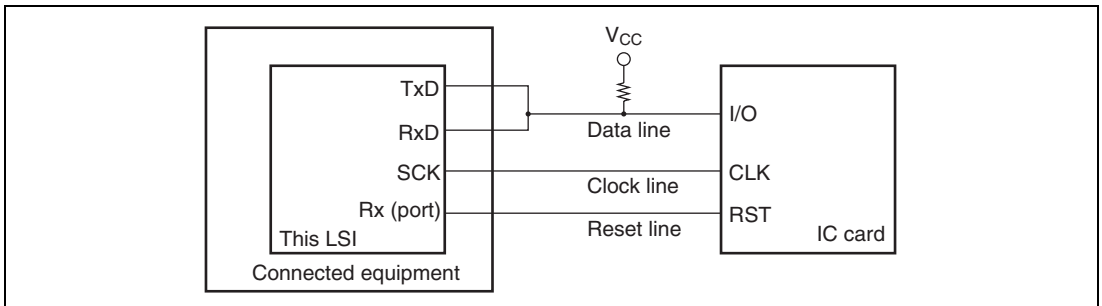 VCC
TxD
RxD
SCK
Rx (port)
This LSI
Connected equipment
Data line
Clock line
Reset line
I/O
CLK
RST
IC card